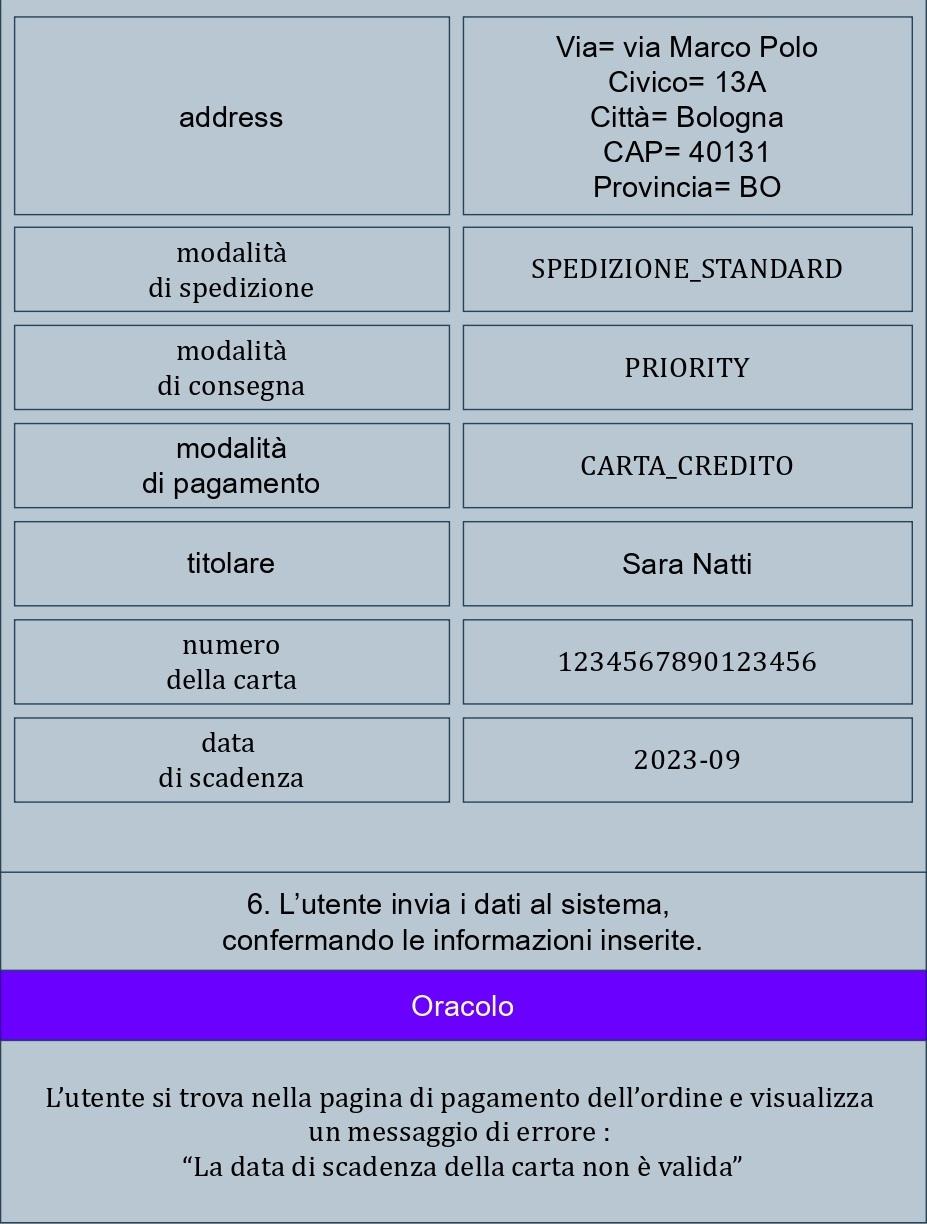 address
Via= via Marco Polo
Civico= 13A
Città= Bologna
CAP= 40131
Provincia= BO
modalità
di spedizione
SPEDIZIONE_STANDARD
modalità
di consegna
PRIORITY
modalità
di pagamento
CARTA_CREDITO
titolare
Sara Natti
numero
della carta
1234567890123456
data
di scadenza
2023-09
6. L’utente invia i dati al sistema,
confermando le informazioni inserite.
Oracolo
L’utente si trova nella pagina di pagamento dell’ordine e visualizza
un messaggio di errore :
“La data di scadenza della carta non è valida”